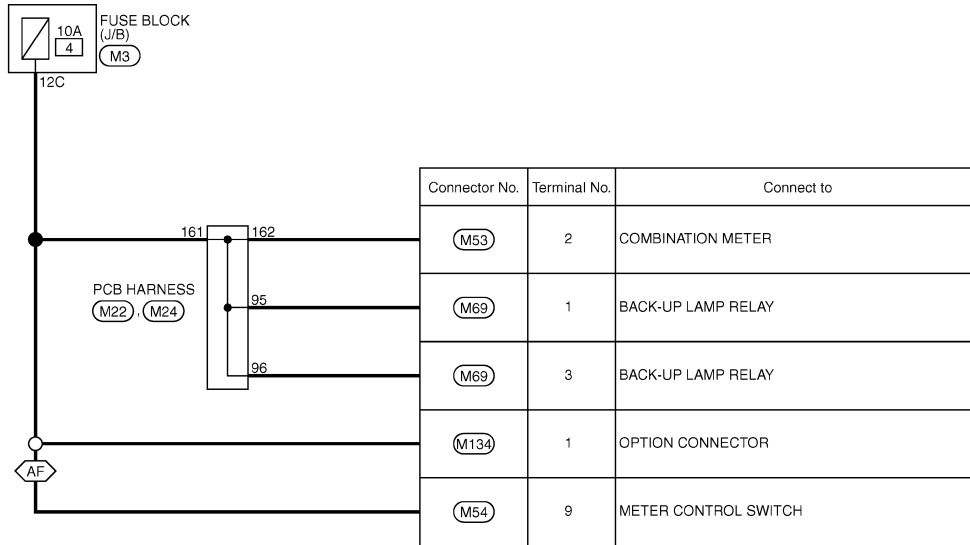 FUSE BLOCK
(J/B)
10A
4
M3
12C
Connector No. Terminal No. Connect to
161 162 M53 2 COMBINATION METER
PCB HARNESS
M22 , M24
95 M69 1 BACK-UP LAMP RELAY
96 M69 3 BACK-UP LAMP RELAY
M134 1 OPTION CONNECTOR
AF
M54 9 METER CONTROL SWITCH